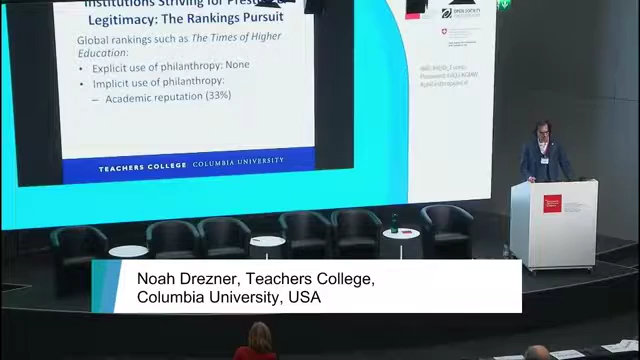 Institutions Striving for Prestige
Legitimacy: The Rankings Pursuit
Global rankings such as The Times of Higher
Education:
• Explicit use of philanthropy: None
• Implicit use of philanthropy:
– Academic reputation (33%)
TEACHERS COLLEGE COLUMBIA UNIVERSITY
OPEN SOCIETY
Noah Drezner, Teachers College,
Columbia University, USA